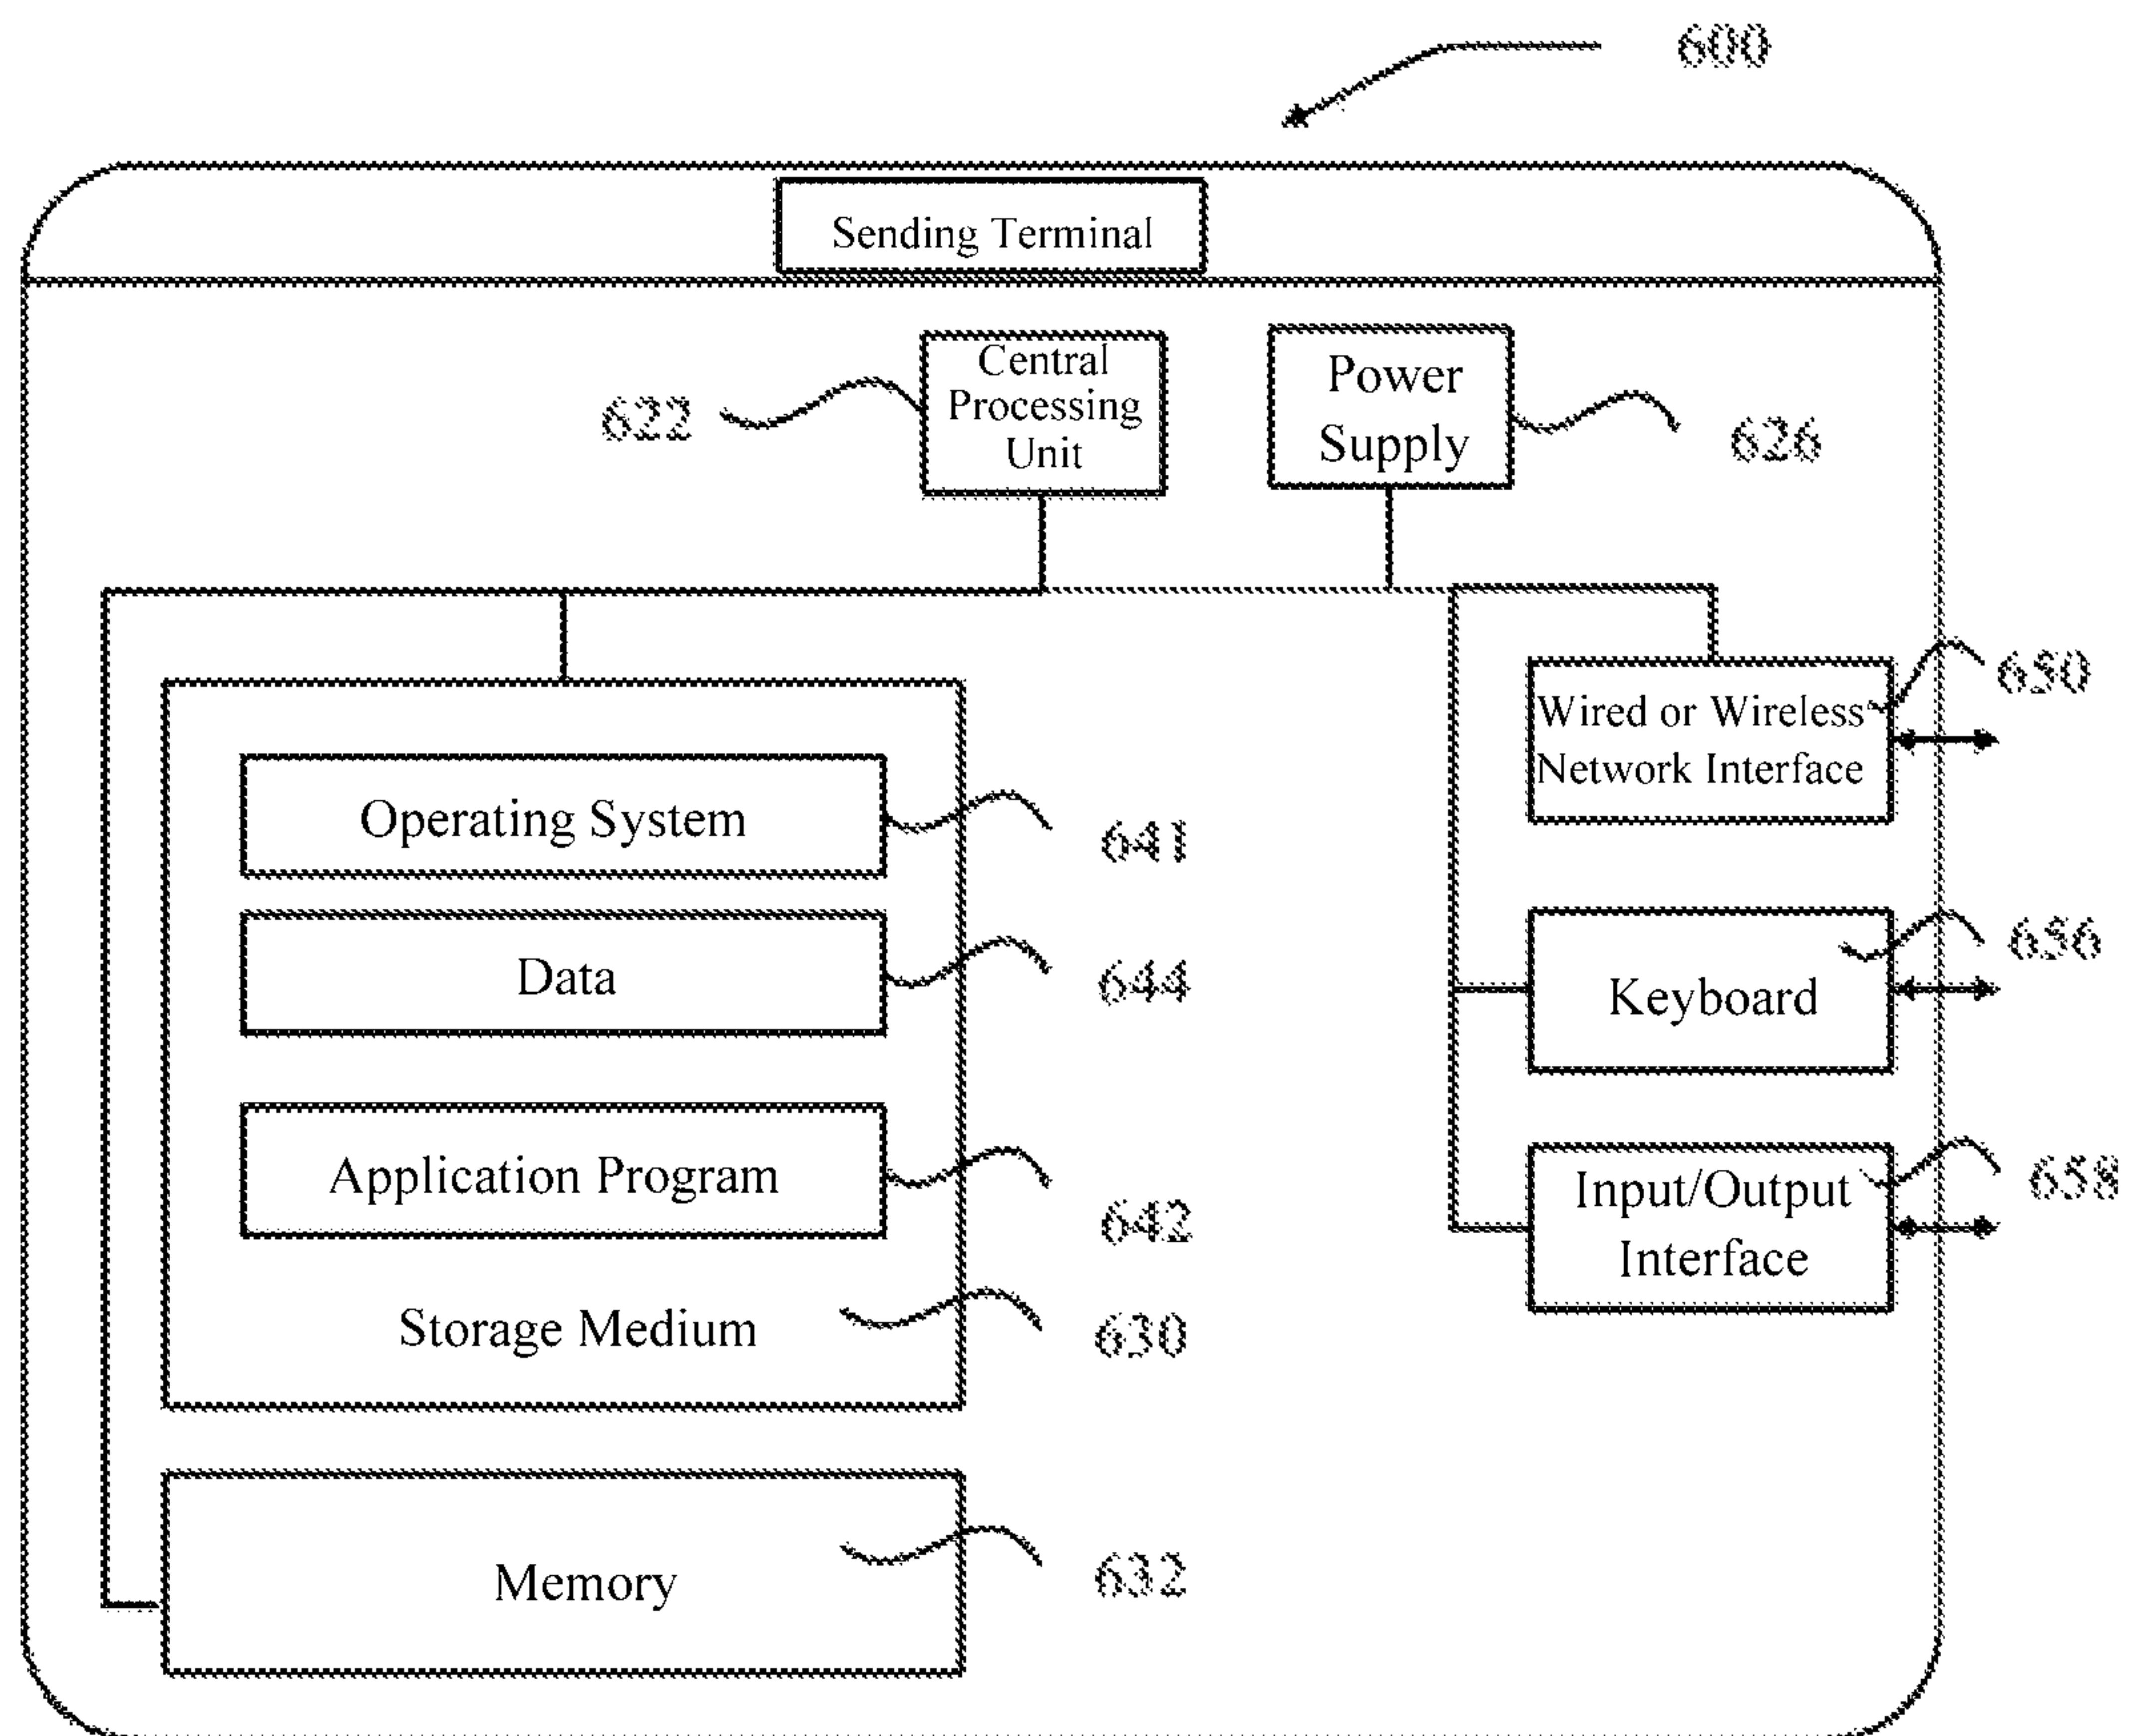 600
Sending Terminal
Central
Processing
Unit
622
Power
Supply
626
Wired or Wireless
Network Interface
650
Operating System
641
Data
644
Keyboard
656
Application Program
642
Input/Output
Interface
658
Storage Medium
630
Memory
632